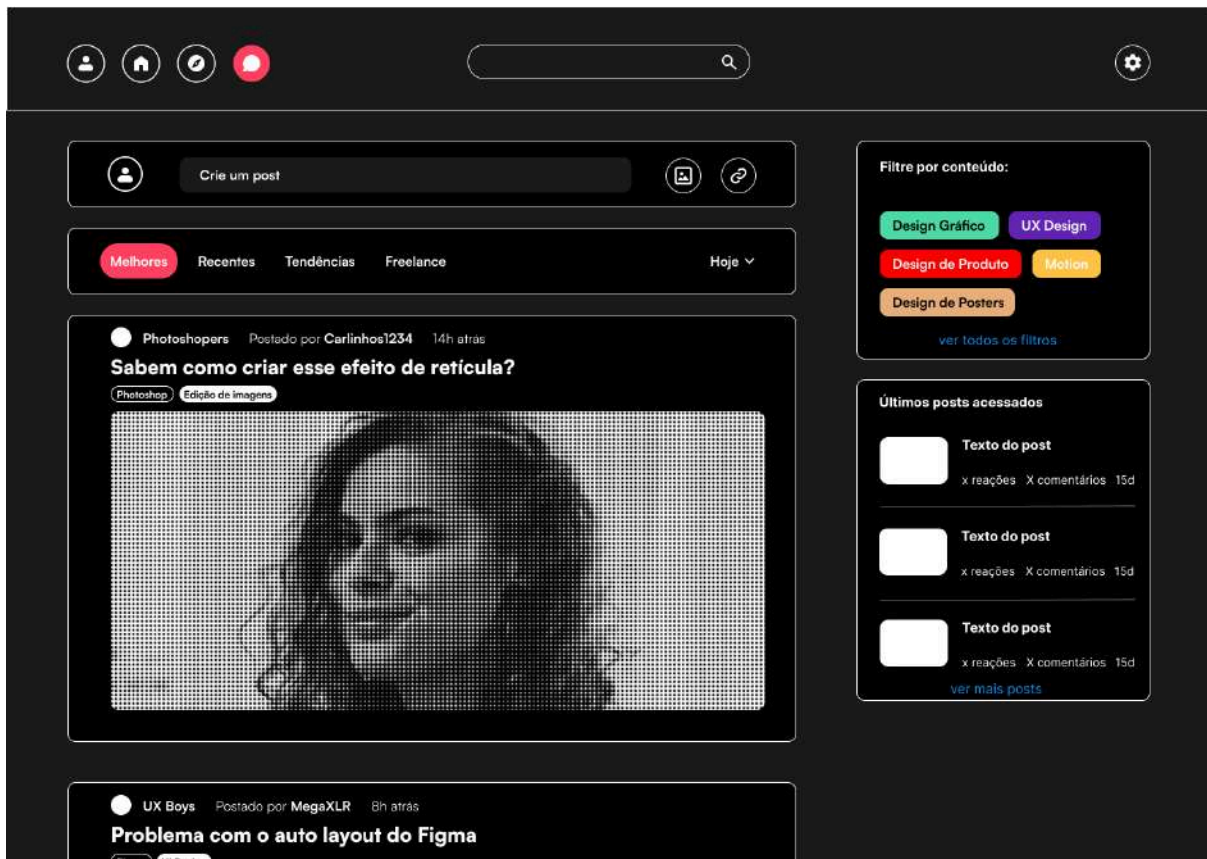 Crie um post
Melhores Recentes Tendências Freelance Hoje
Photoshopers Postado por Carlinhos1234 14h atrás
Sabem como criar esse efeito de retícula?
Photoshop Edição de imagens
UX Boys Postado por MegaXLR 8h atrás
Problema com o auto layout do Figma
Filtre por conteúdo:
Design Gráfico UX Design
Design de Produto Motion
Design de Posters
ver todos os filtros
Últimos posts acessados
Texto do post
x reações X comentários 15d
Texto do post
x reações X comentários 15d
Texto do post
x reações X comentários 15d
ver mais posts